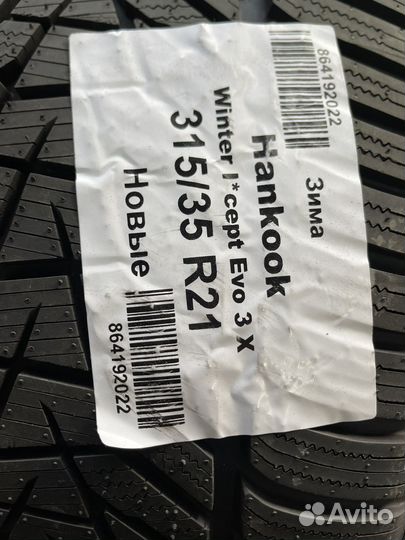 864192022
Зима
Hankook
Winter I*cept Evo 3 X
315/35 R21
Новые
864192022
Avito